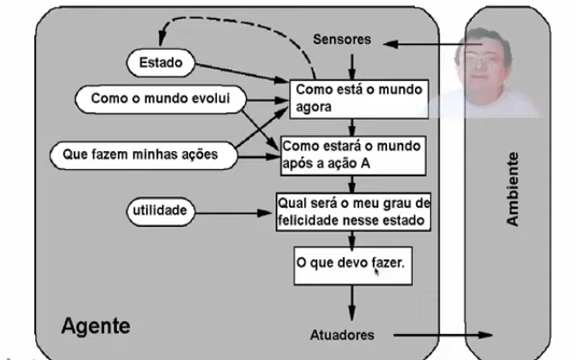 Sensores
Estado
Como está o mundo
agora
Como o mundo evolui
Como estará o mundo
após a ação A
Que fazem minhas ações
Qual será o meu grau de
felicidade nesse estado
utilidade
O que devo fazer.
Agente
Atuadores
Ambiente